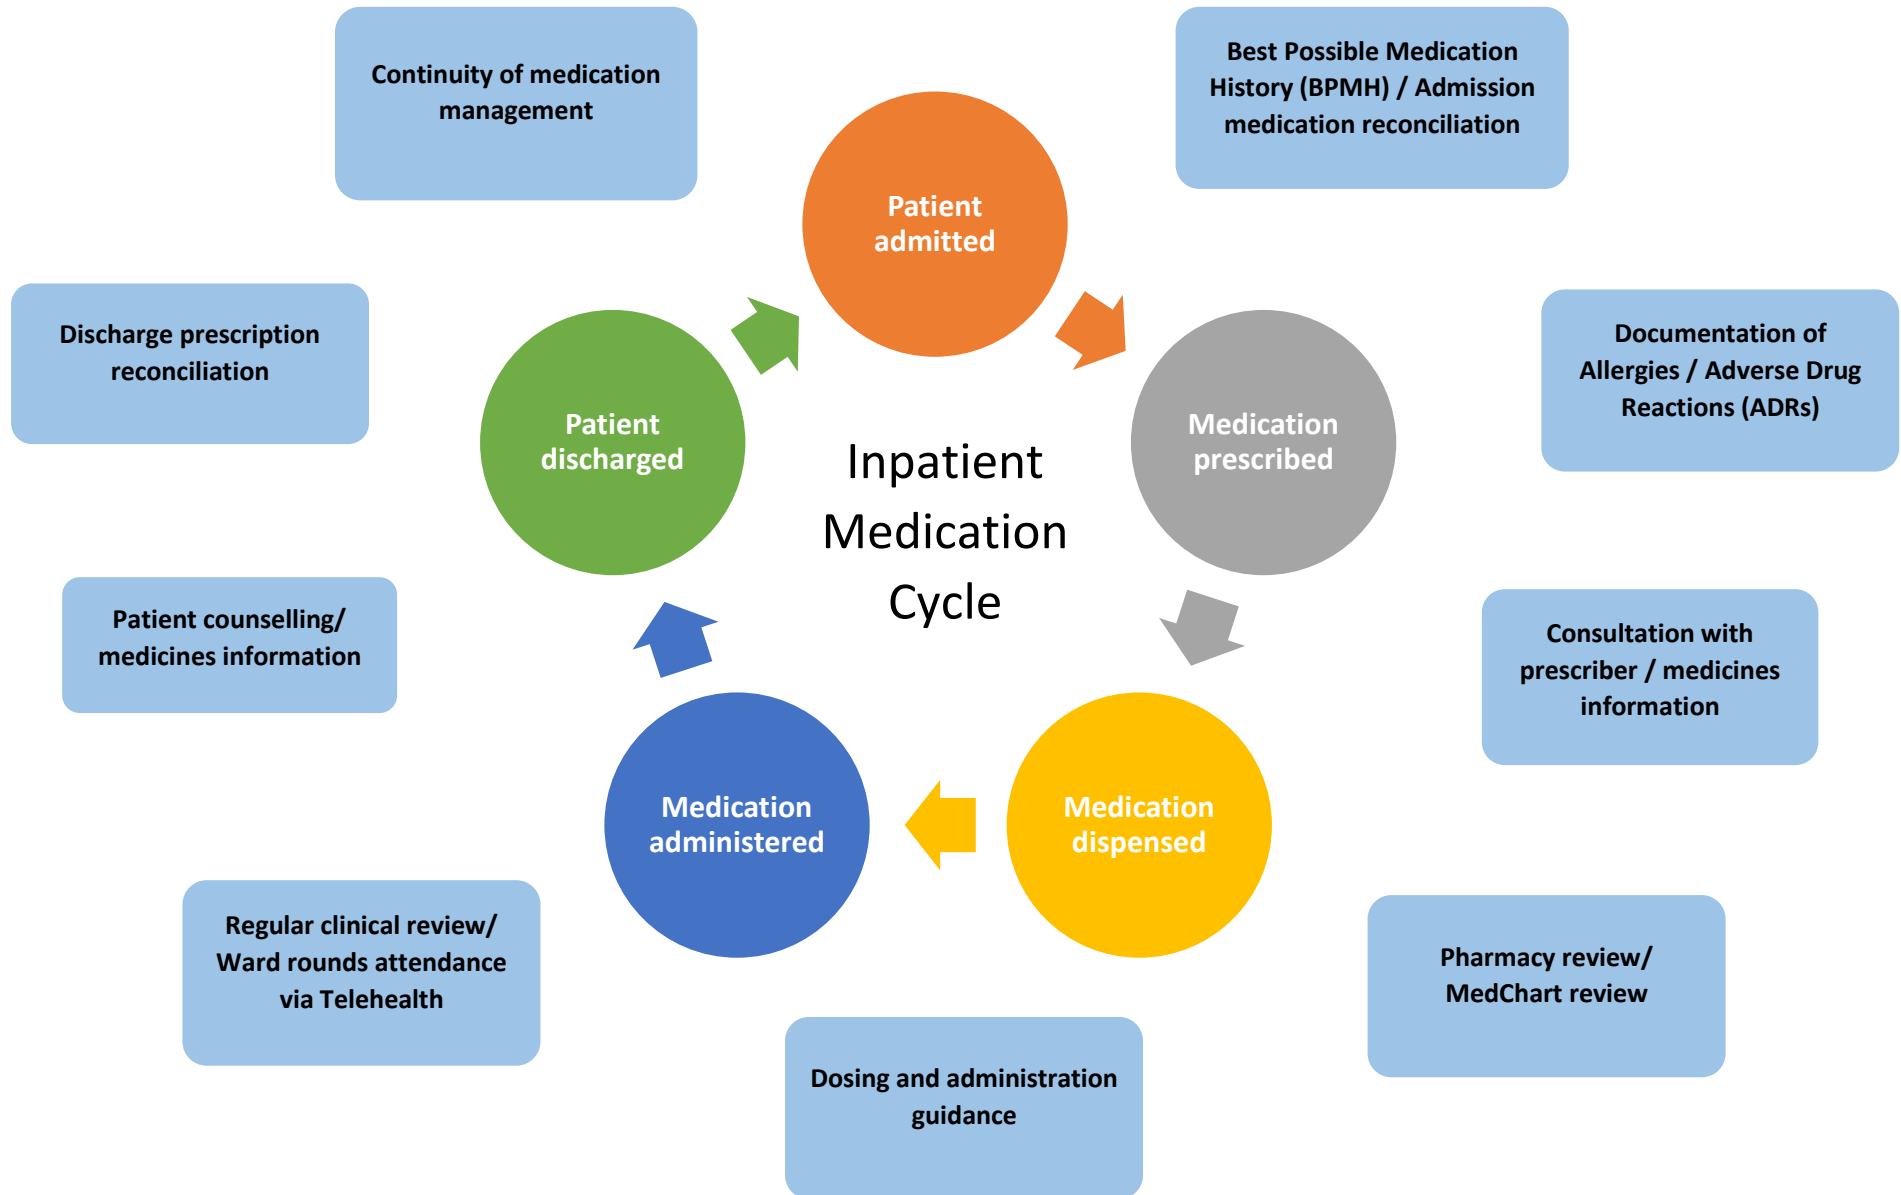 Continuity of medication
management
Best Possible Medication
History (BPMH) / Admission
medication reconciliation
Patient
admitted
Discharge prescription
reconciliation
Documentation of
Allergies / Adverse Drug
Reactions (ADRs)
Patient
discharged
Medication
prescribed
Inpatient
Medication
Cycle
Patient counselling/
medicines information
Consultation with
prescriber / medicines
information
Medication
administered
Medication
dispensed
Regular clinical review/
Ward rounds attendance
via Telehealth
Pharmacy review/
MedChart review
Dosing and administration
guidance